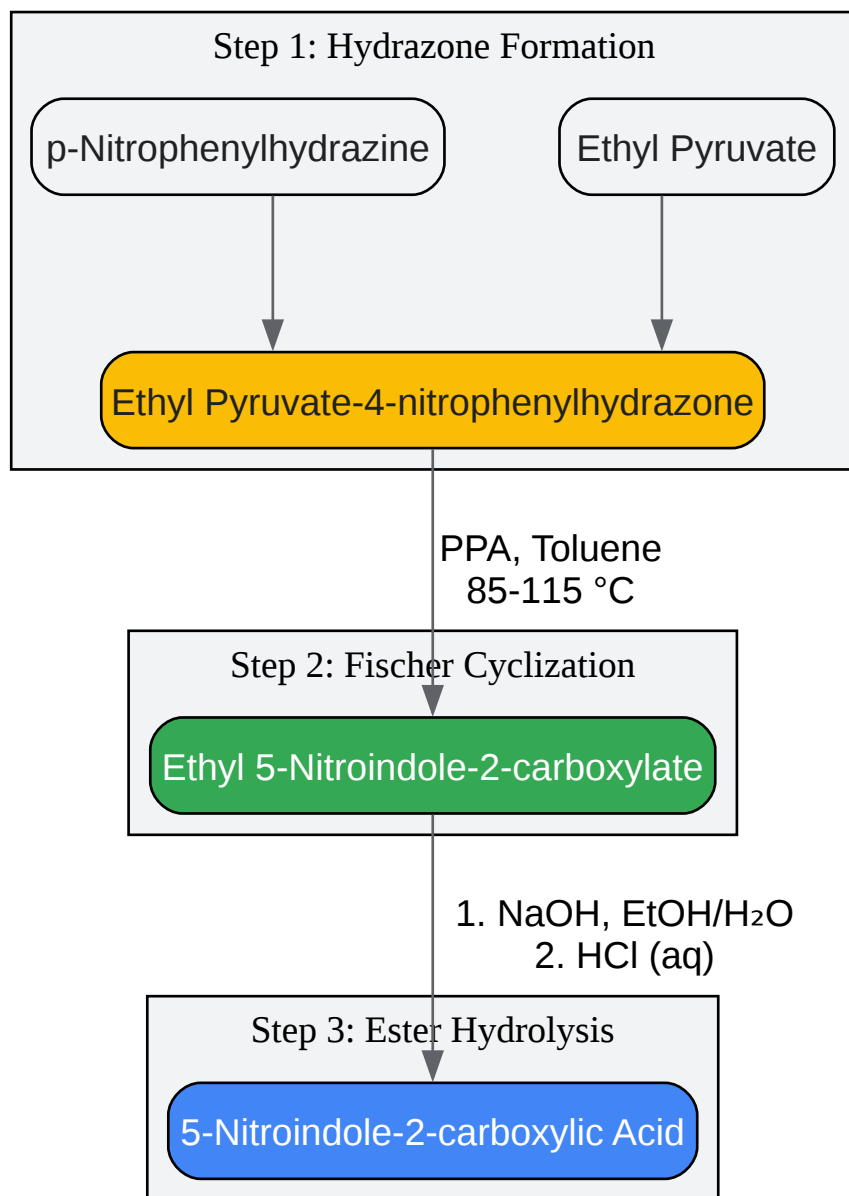 Step 1: Hydrazone Formation
p-Nitrophenylhydrazine
Ethyl Pyruvate
Ethyl Pyruvate-4-nitrophenylhydrazone
PPA, Toluene
85-115 °C
Step 2: Fischer Cyclization
Ethyl 5-Nitroindole-2-carboxylate
1. NaOH, EtOH/H₂O
2. HCl (aq)
Step 3: Ester Hydrolysis
5-Nitroindole-2-carboxylic Acid